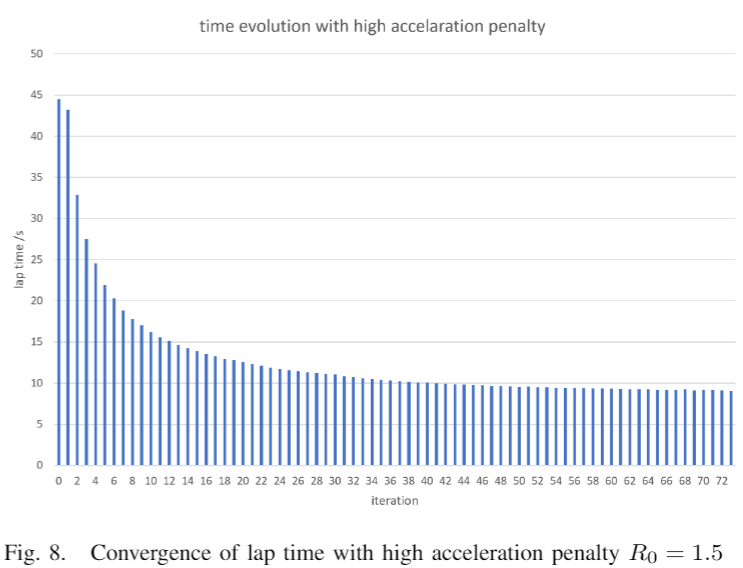 time evolution with high accelaration penalty
50
45
40
35
30
25
20
15
10
5
0
lap time /s
0 2 4 6 8 10 12 14 16 18 20 22 24 26 28 30 32 34 36 38 40 42 44 46 48 50 52 54 56 58 60 62 64 66 68 70 72
iteration
Fig. 8. Convergence of lap time with high acceleration penalty R₀ = 1.5